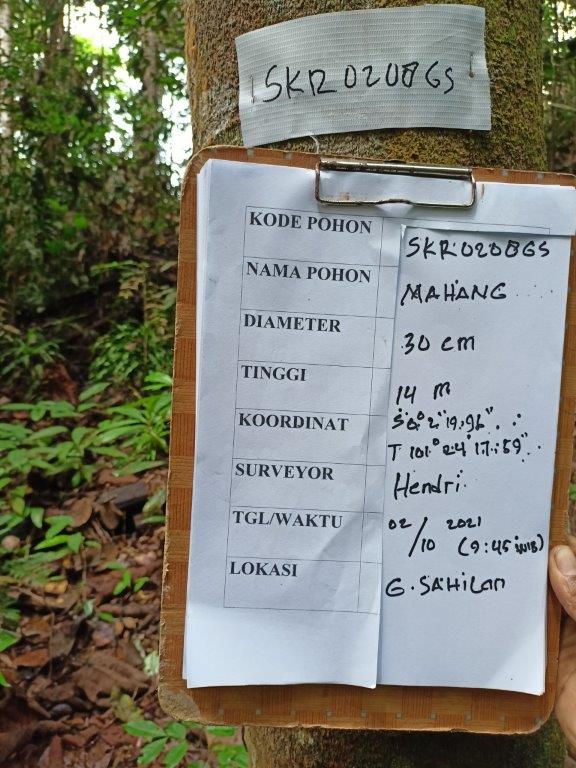 SKR0208GS
KODE POHON SKR0208GS
NAMA POHON MAHANG
DIAMETER 30 cm
TINGGI 14 m
KOORDINAT S 0° 2' 19.96"
T 101° 24' 17.59"
SURVEYOR Hendri
TGL/WAKTU 02/10 2021 (9:45 WIB)
LOKASI G. SAHILAN